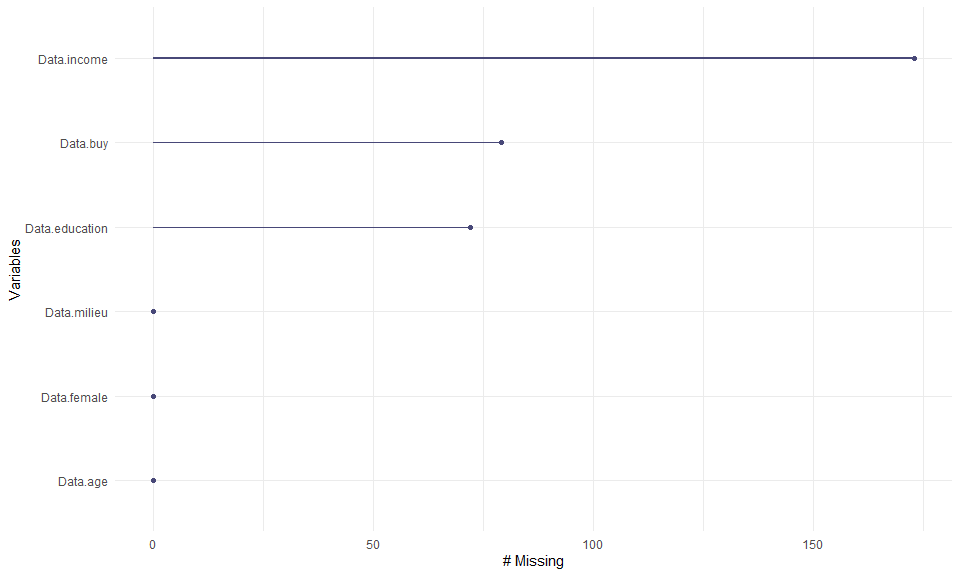 Data.income
Data.buy
Data.education
Data.milieu
Data.female
Data.age
Variables
0 50 100 150
# Missing